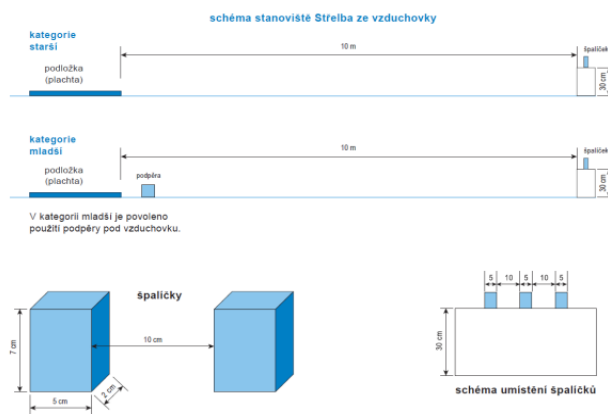 schéma stanoviště Střelba ze vzduchovky
kategorie
starší
10 m
špalíček
podložka
(plachta)
30 cm
kategorie
mladší
10 m
špalíček
podložka
(plachta)
podpěra
30 cm
V kategorii mladší je povoleno
použití podpěry pod vzduchovku.
špalíčky
7 cm
10 cm
2 cm
5 cm
5 10 5 10 5
30 cm
schéma umístění špalíčků